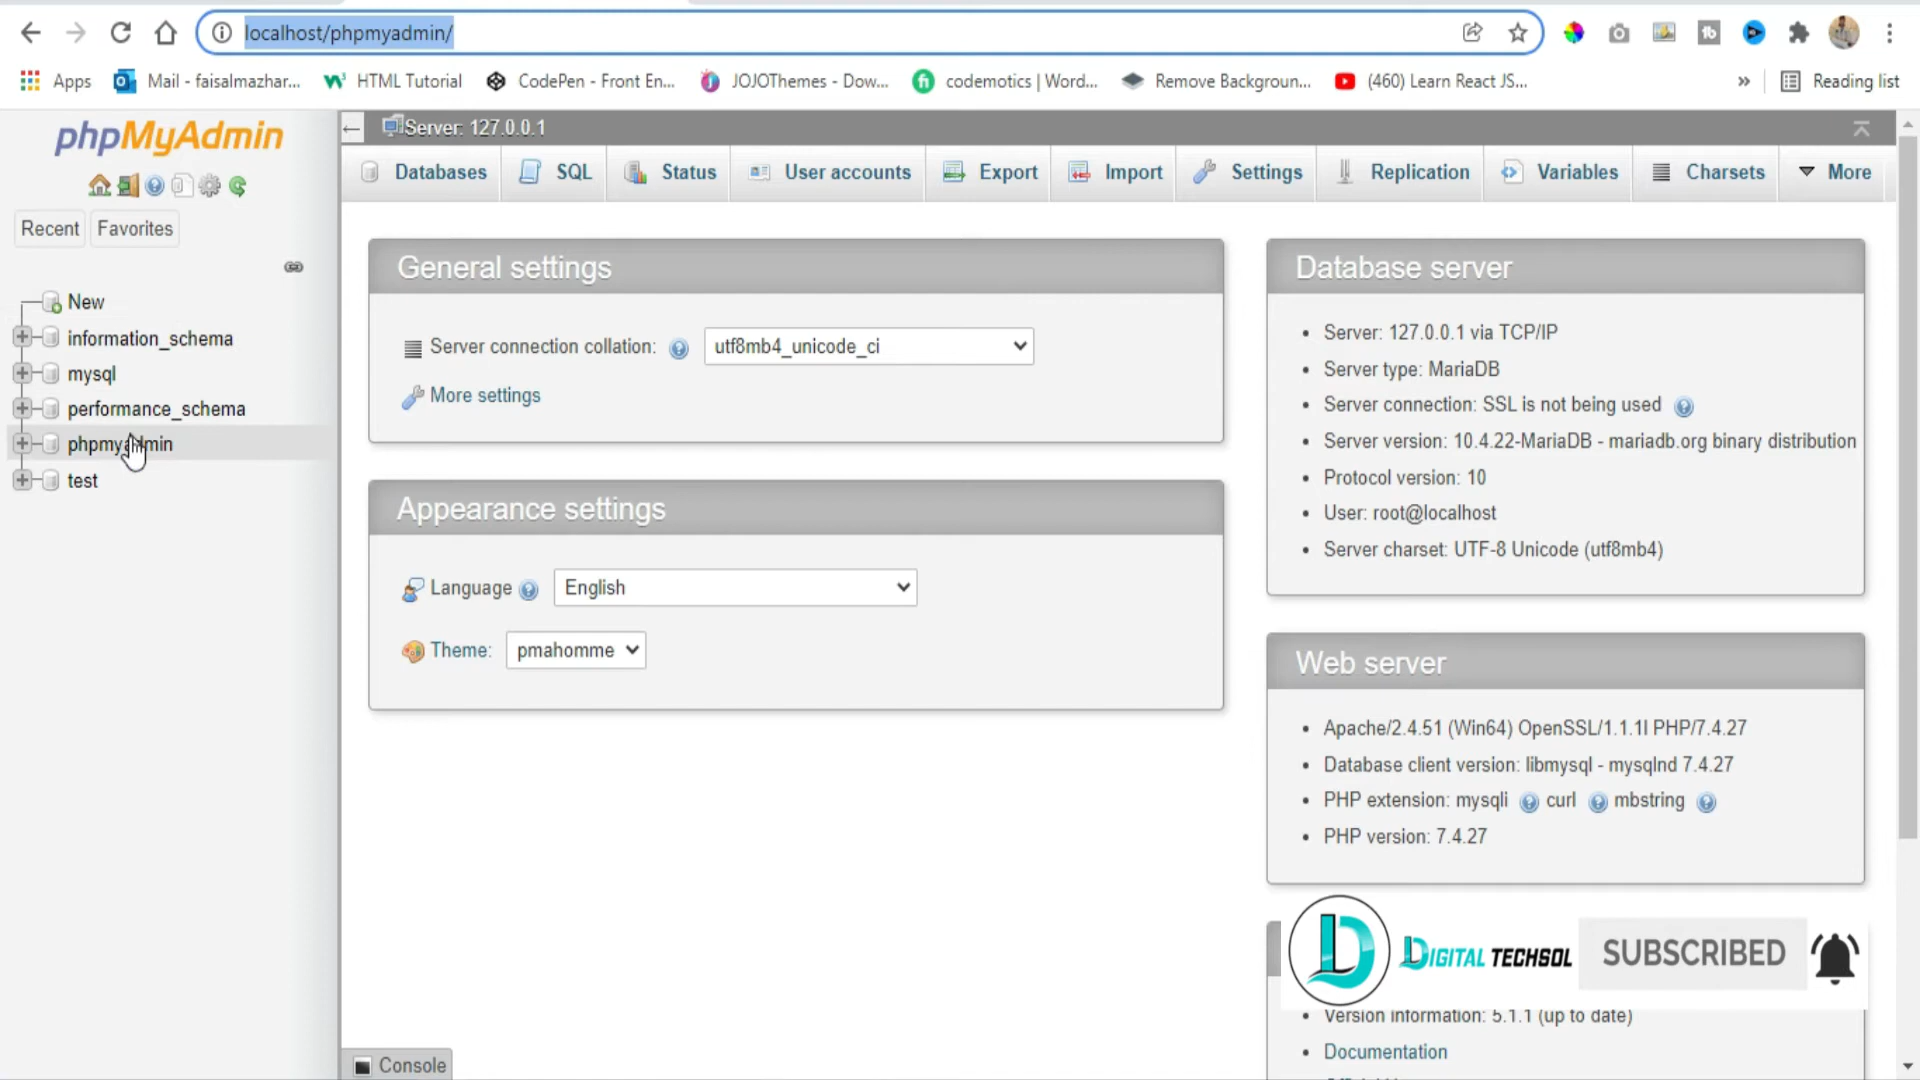 localhost/phpmyadmin/
Apps
Mail - faisalmazhar...
HTML Tutorial
CodePen - Front En...
JOJOThemes - Dow...
codemotics | Word...
Remove Backgroun...
(460) Learn React JS...
»
Reading list
phpMyAdmin
Recent
Favorites
New
information_schema
mysql
performance_schema
phpmyadmin
test
Server: 127.0.0.1
Databases
SQL
Status
User accounts
Export
Import
Settings
Replication
Variables
Charsets
More
General settings
Server connection collation:
utf8mb4_unicode_ci
More settings
Appearance settings
Language
English
Theme:
pmahomme
Database server
Server: 127.0.0.1 via TCP/IP
Server type: MariaDB
Server connection: SSL is not being used
Server version: 10.4.22-MariaDB - mariadb.org binary distribution
Protocol version: 10
User: root@localhost
Server charset: UTF-8 Unicode (utf8mb4)
Web server
Apache/2.4.51 (Win64) OpenSSL/1.1.1l PHP/7.4.27
Database client version: libmysql - mysqlnd 7.4.27
PHP extension: mysqli curl mbstring
PHP version: 7.4.27
DIGITAL TECHSOL
SUBSCRIBED
Version information: 5.1.1 (up to date)
Documentation
Console